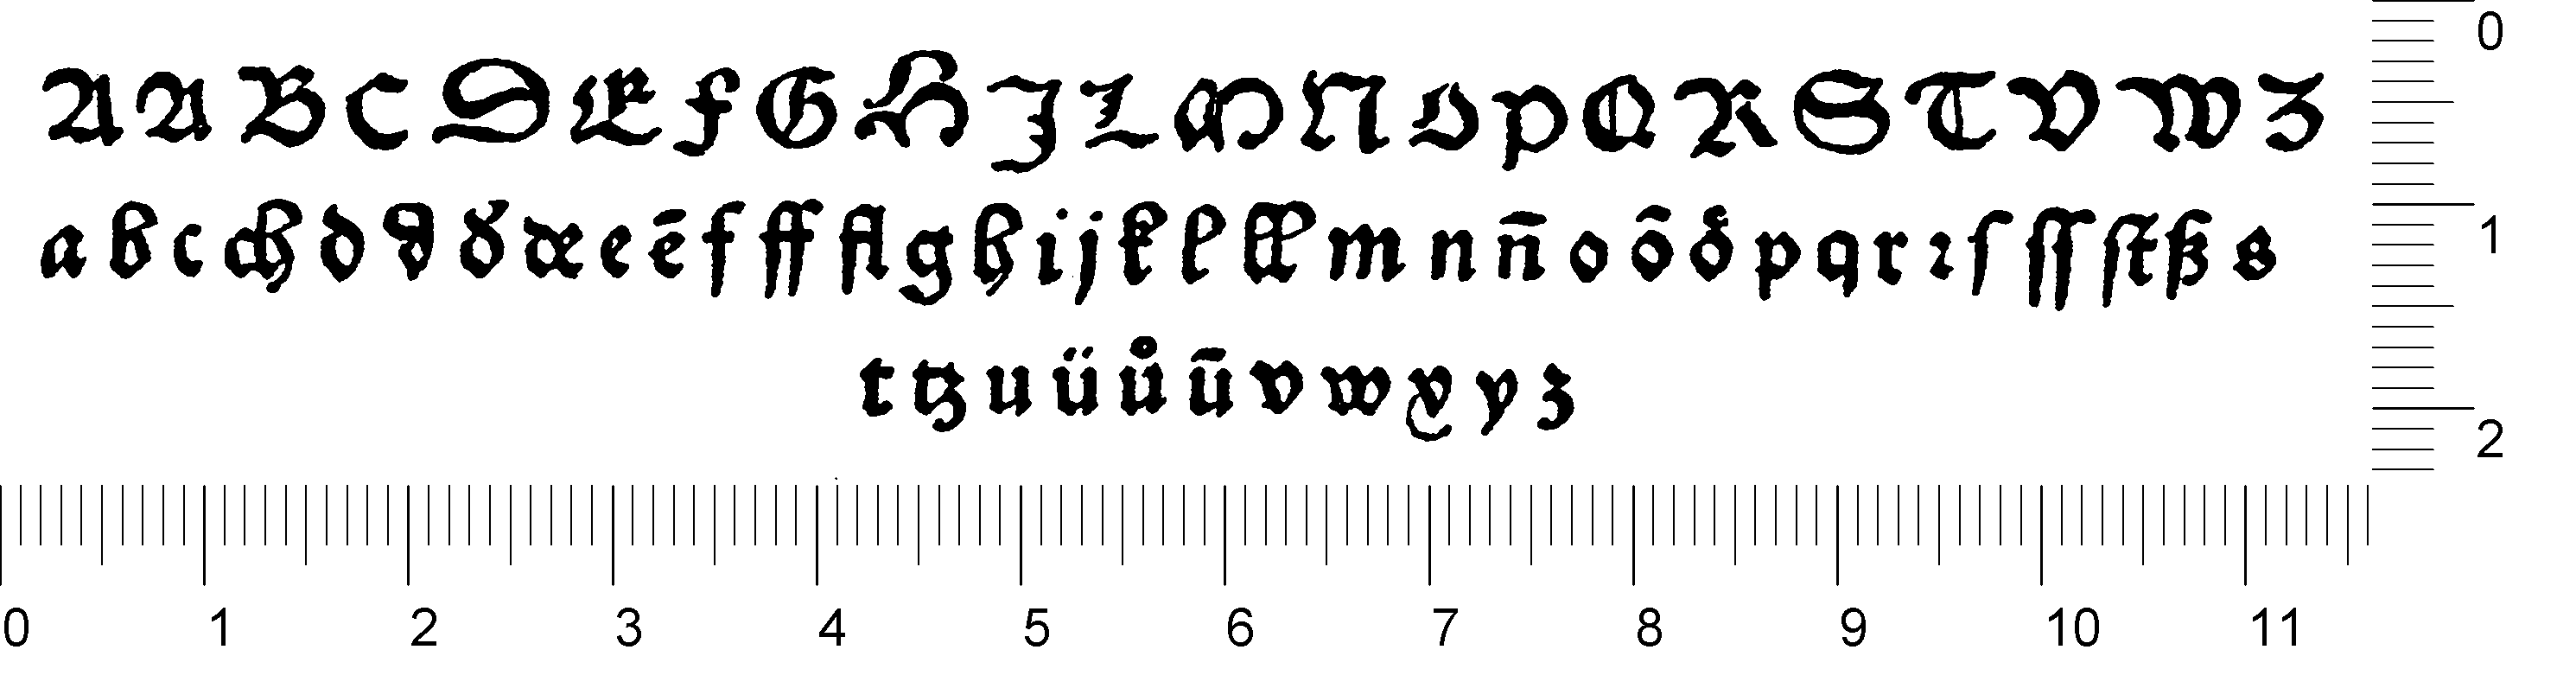 A A B C D E F G H J L M N O P Q R S T V W Z
a b c ch d d᷒ d̆ de e ē f ff fl g h i j k l ll m n n̄ o ō oͤ p q r ꝛ ſ ſſ ſt ß s
t tz u ü ů ū v w x y z
0
1
2
0 1 2 3 4 5 6 7 8 9 10 11